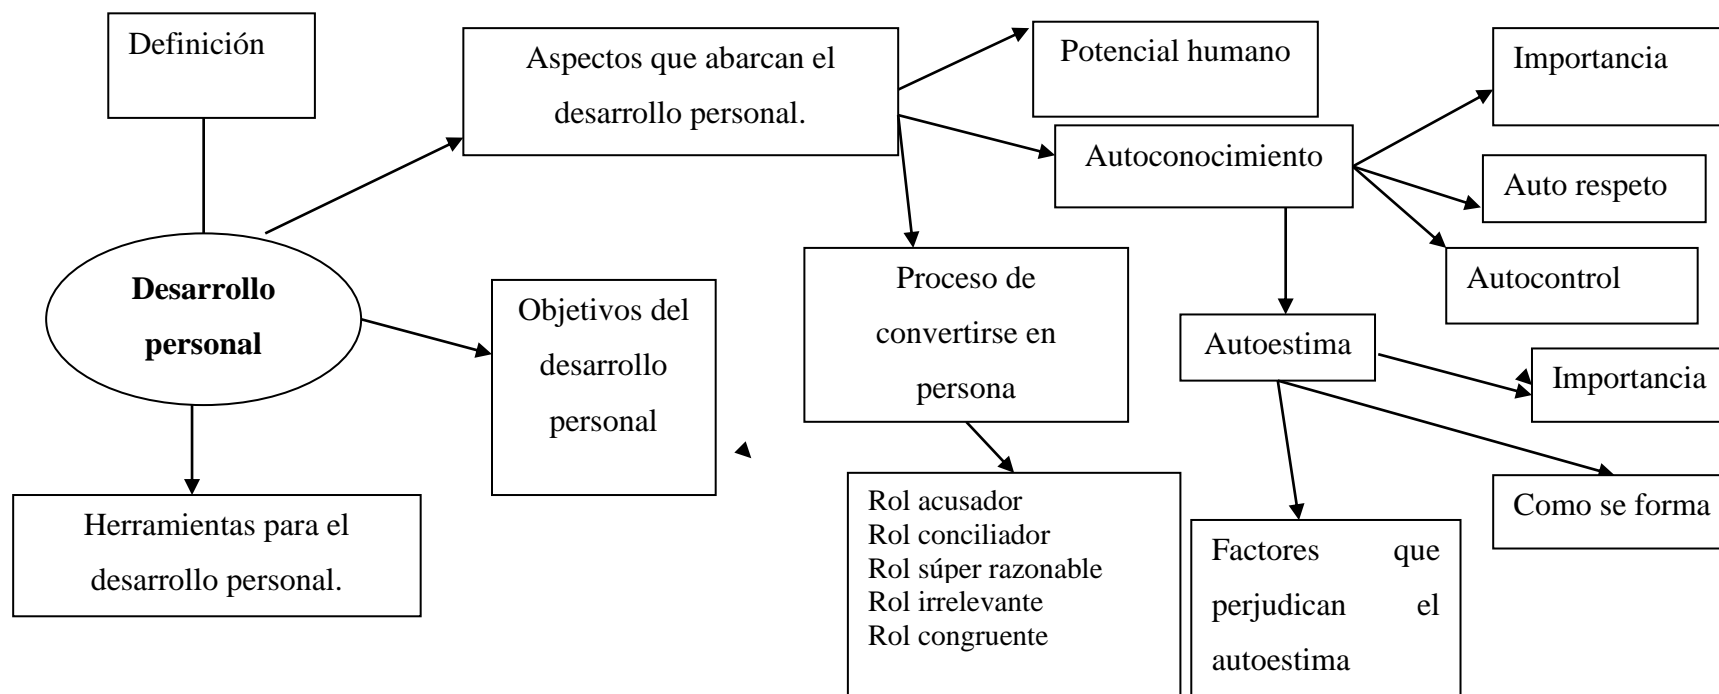 Definición
Aspectos que abarcan el
desarrollo personal.
Potencial humano
Importancia
Autoconocimiento
Auto respeto
Autocontrol
Desarrollo
personal
Objetivos del
desarrollo
personal
Proceso de
convertirse en
persona
Autoestima
Importancia
Herramientas para el
desarrollo personal.
Rol acusador
Rol conciliador
Rol súper razonable
Rol irrelevante
Rol congruente
Factores que
perjudican el
autoestima
Como se forma